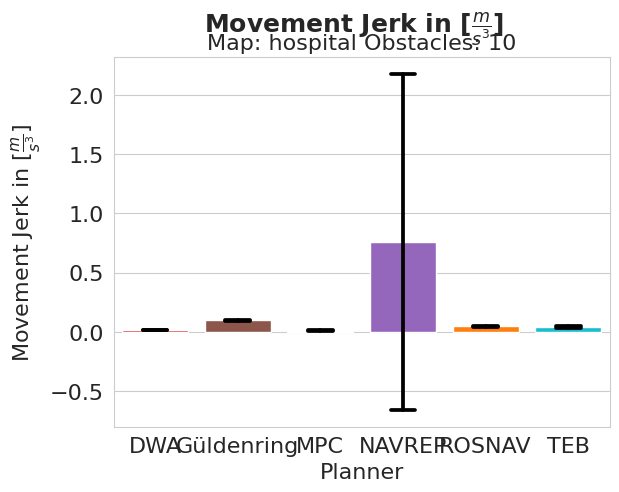 Movement Jerk in [m/s³]
Map: hospital Obstacles: 10
Movement Jerk in [m/s³]
2.0
1.5
1.0
0.5
0.0
−0.5
DWA Güldenring MPC NAVREP ROSNAV TEB
Planner